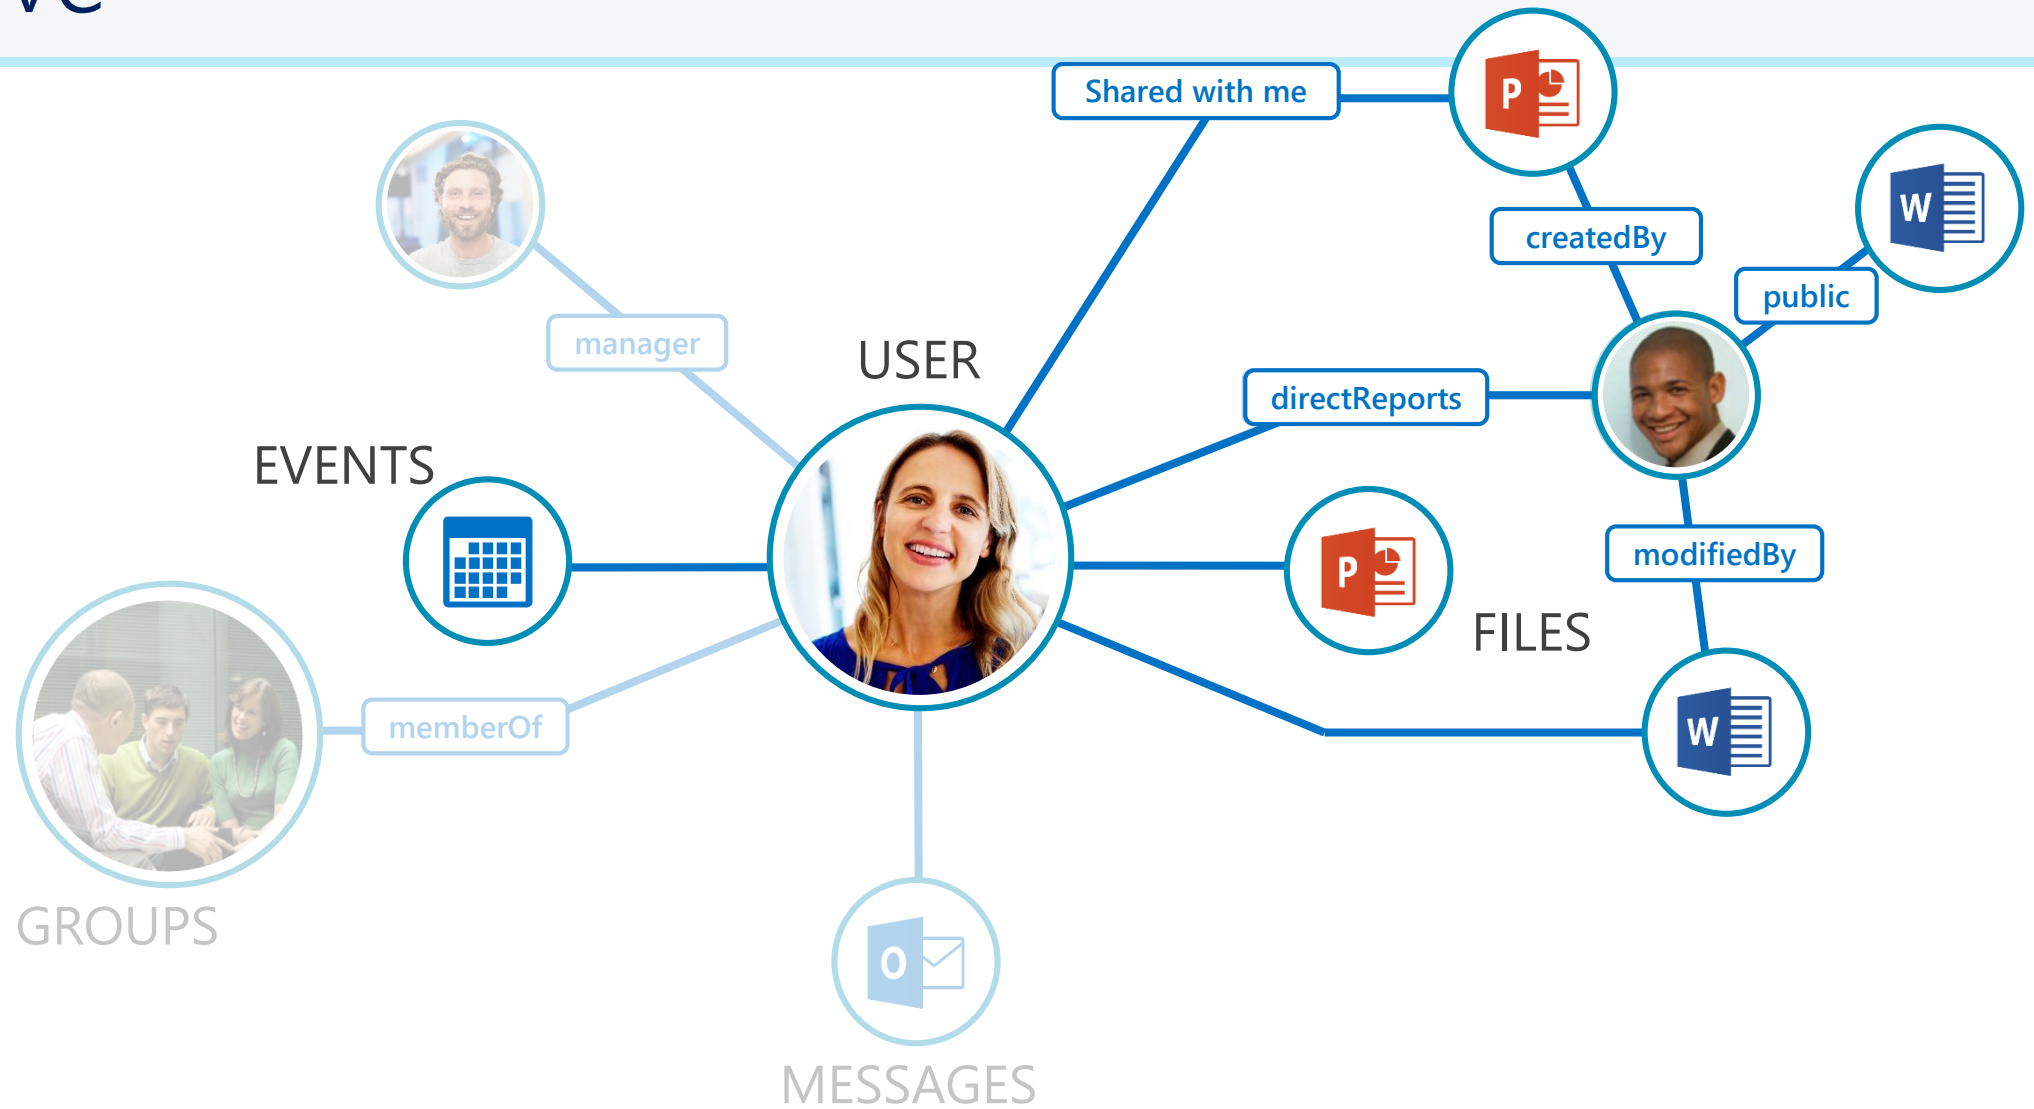 Shared with me
P
W
createdBy
public
manager
USER
directReports
EVENTS
P
modifiedBy
FILES
memberOf
W
GROUPS
O
MESSAGES